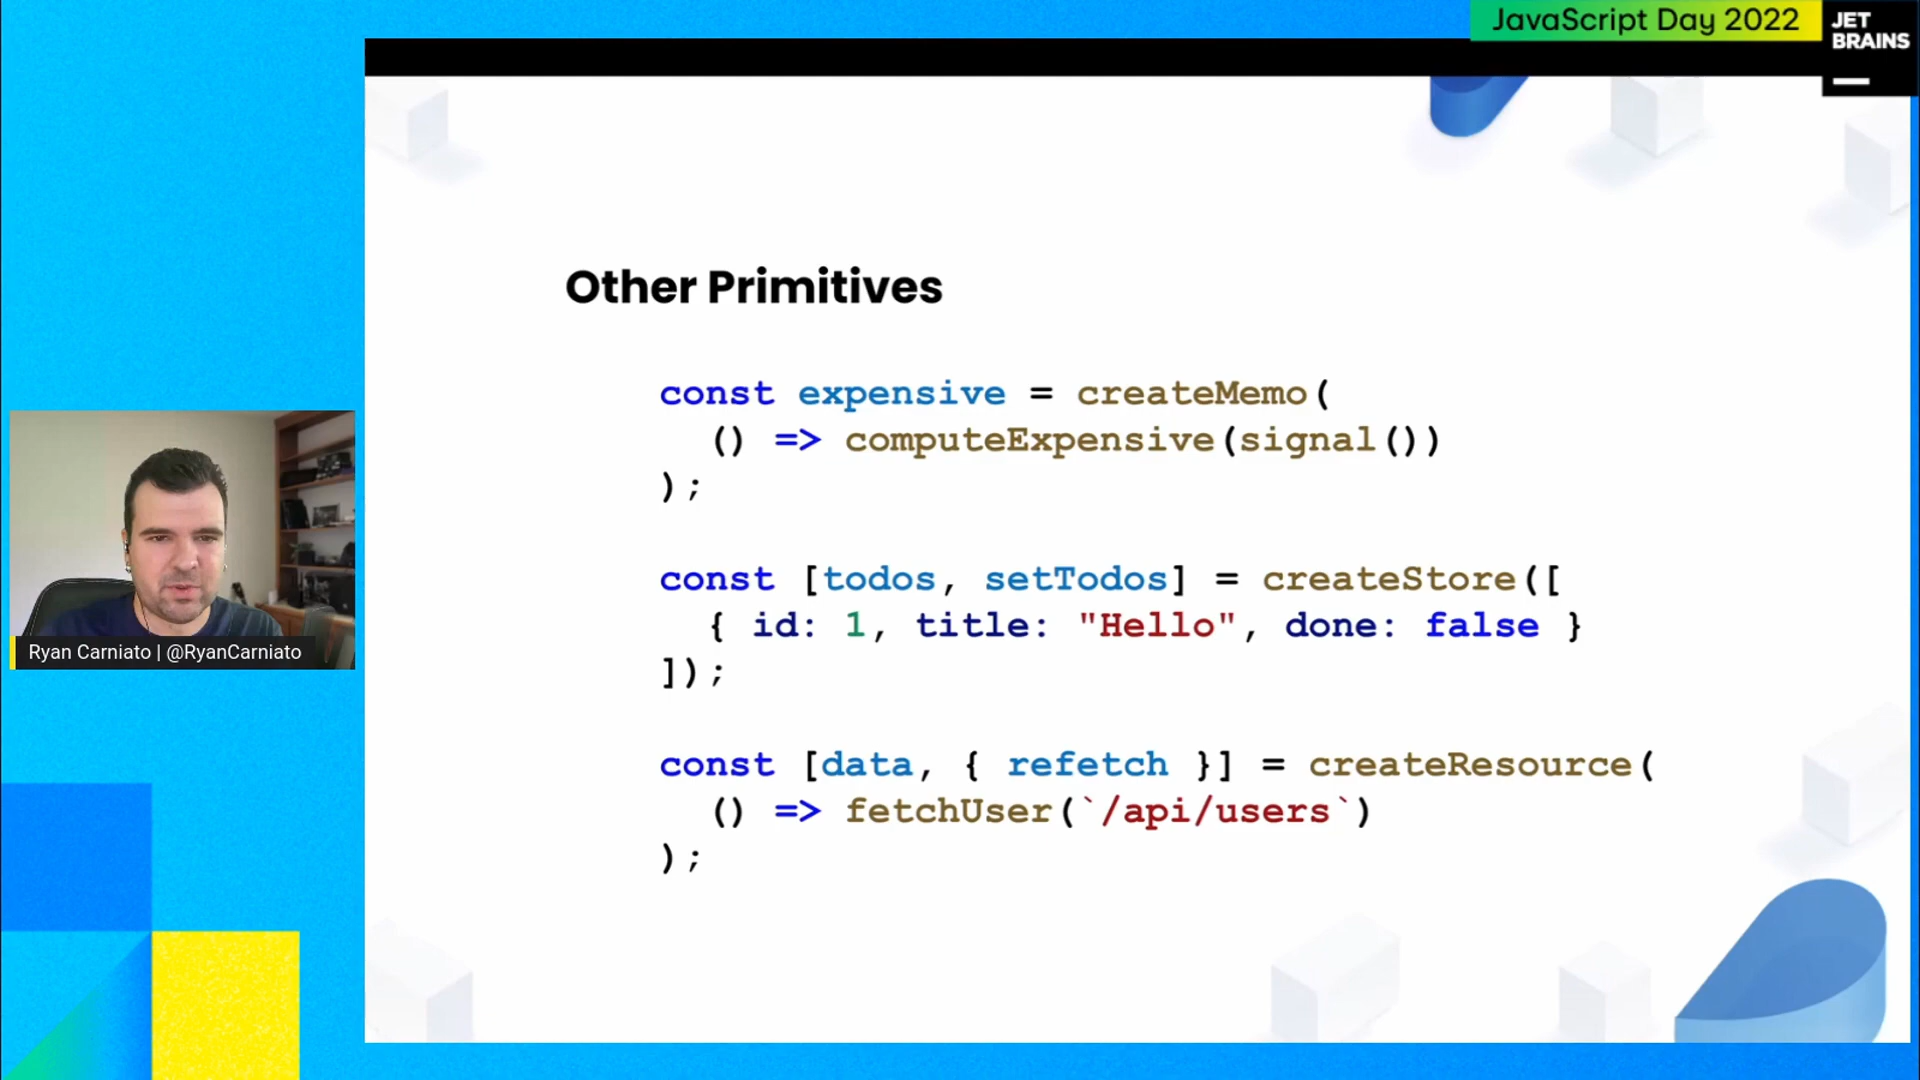 JavaScript Day 2022
JET
BRAINS
Other Primitives
const expensive = createMemo(
  () => computeExpensive(signal())
);
const [todos, setTodos] = createStore([
  { id: 1, title: "Hello", done: false }
]);
const [data, { refetch }] = createResource(
  () => fetchUser(`/api/users`)
);
Ryan Carniato | @RyanCarniato